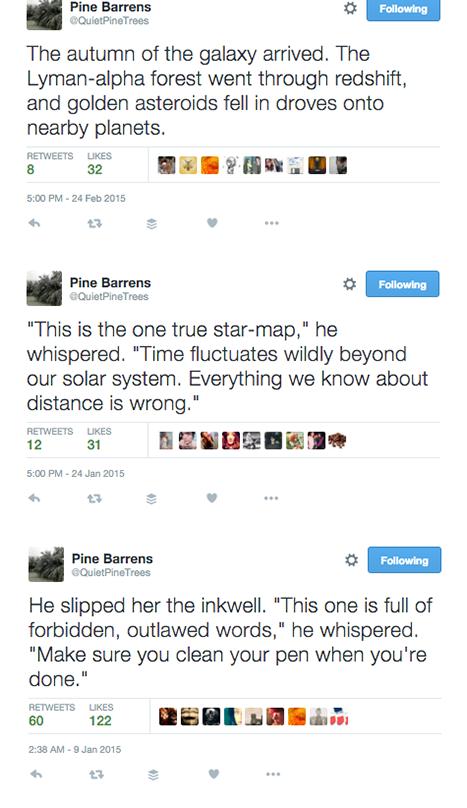 Pine Barrens
@QuietPineTrees
Following
The autumn of the galaxy arrived. The
Lyman-alpha forest went through redshift,
and golden asteroids fell in droves onto
nearby planets.
RETWEETS LIKES
8 32
5:00 PM - 24 Feb 2015
Pine Barrens
@QuietPineTrees
Following
"This is the one true star-map," he
whispered. "Time fluctuates wildly beyond
our solar system. Everything we know about
distance is wrong."
RETWEETS LIKES
12 31
5:00 PM - 24 Jan 2015
Pine Barrens
@QuietPineTrees
Following
He slipped her the inkwell. "This one is full of
forbidden, outlawed words," he whispered.
"Make sure you clean your pen when you're
done."
RETWEETS LIKES
60 122
2:38 AM - 9 Jan 2015